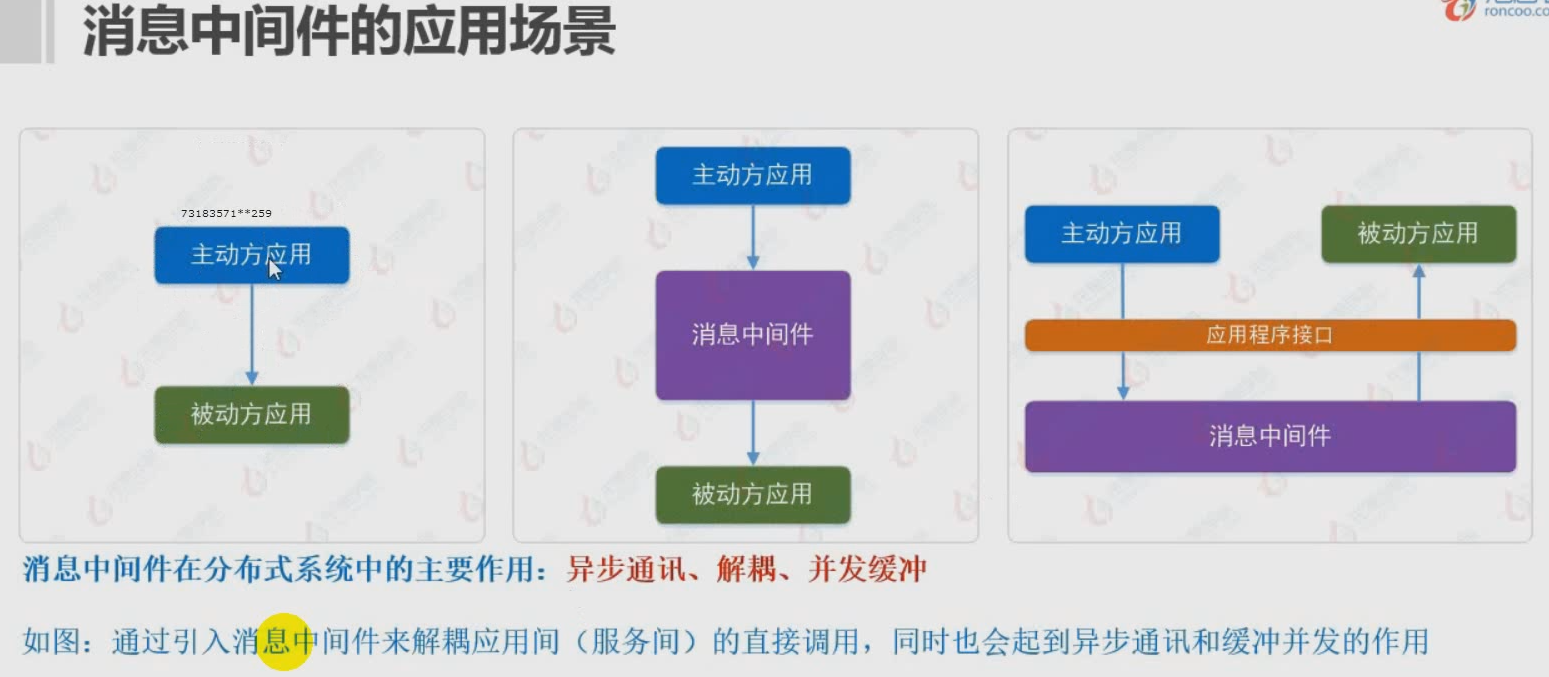 消息中间件的应用场景
roncoo.co
73183571**259
主动方应用
被动方应用
主动方应用
消息中间件
被动方应用
主动方应用
被动方应用
应用程序接口
消息中间件
消息中间件在分布式系统中的主要作用：异步通讯、解耦、并发缓冲
如图：通过引入消息中间件来解耦应用间（服务间）的直接调用，同时也会起到异步通讯和缓冲并发的作用